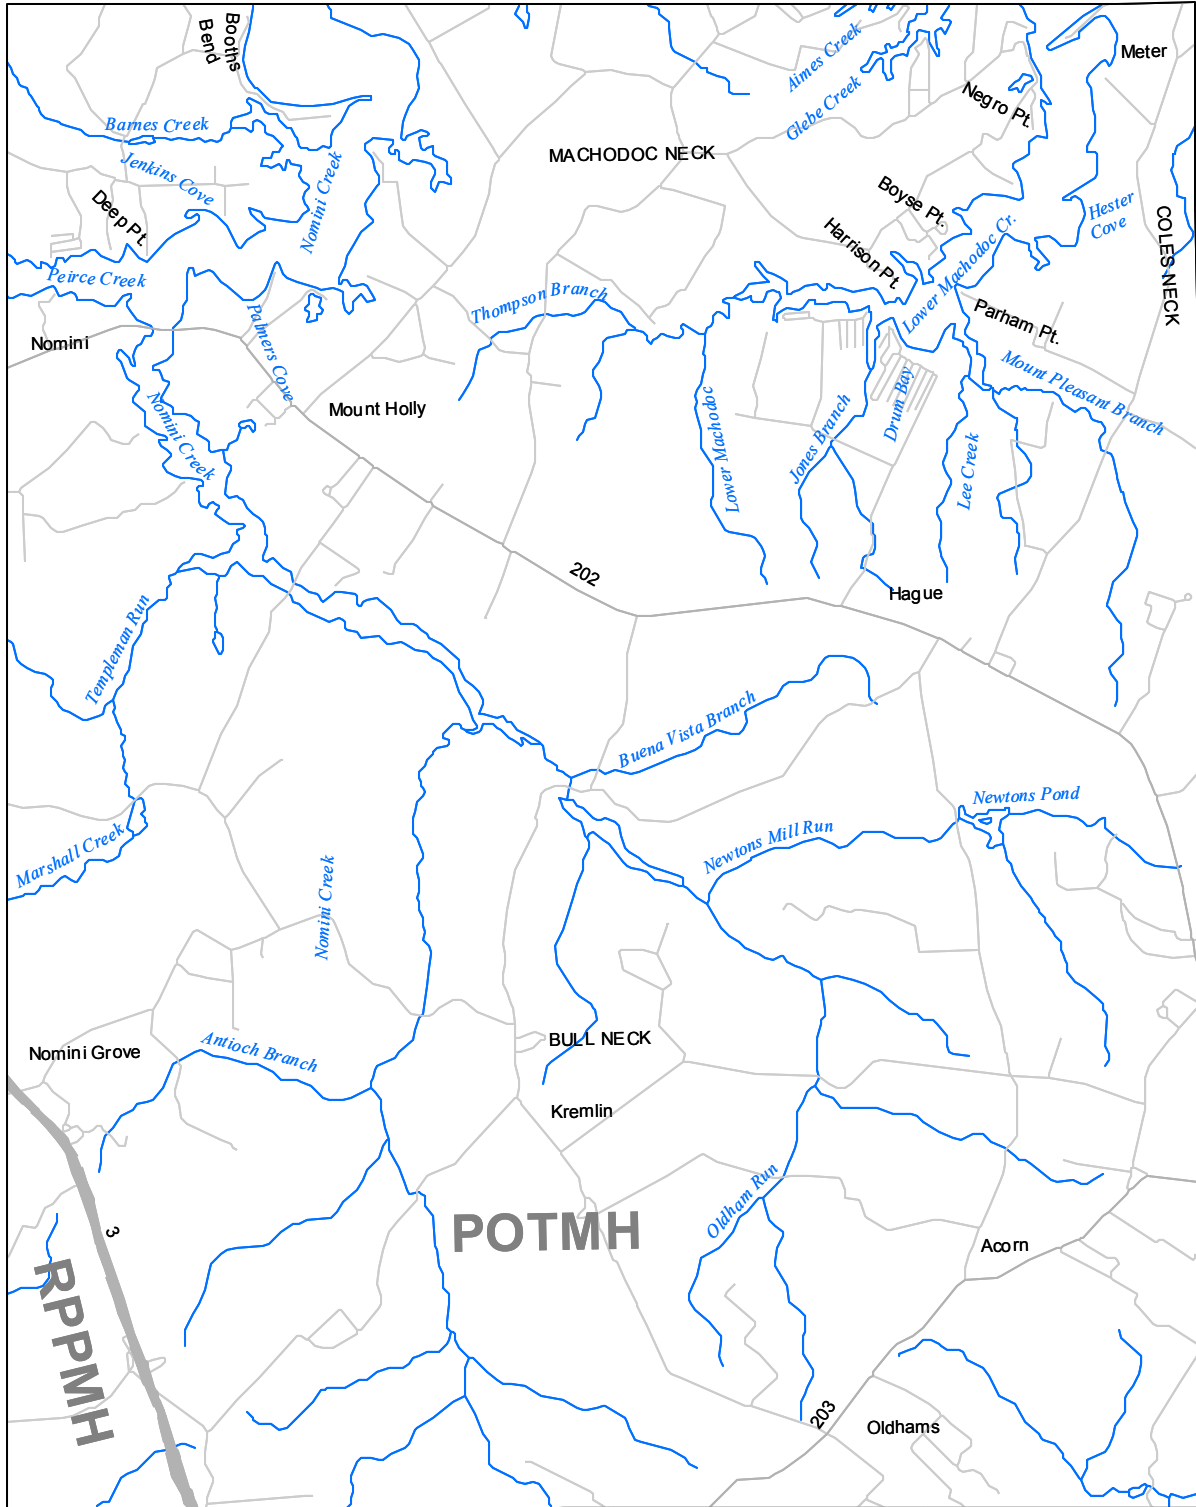 Booths
Bend
Aimes Creek
Meter
Glebe Creek
Negro Pt.
Barnes Creek
MACHODOC NECK
Jenkins Cove
Nomini Creek
Deep Pt.
Boyse Pt.
Hester
Cove
COLES NECK
Harrison Pt.
Lower Machodoc Cr.
Peirce Creek
Thompson Branch
Parham Pt.
Nomini
Palmers Cove
Mount Pleasant Branch
Mount Holly
Nomini Creek
Lower Machodoc
Jones Branch
Drum Bay
Lee Creek
202
Hague
Templeman Run
Buena Vista Branch
Newtons Pond
Marshall Creek
Newtons Mill Run
Nomini Creek
Nomini Grove
Antioch Branch
BULL NECK
Kremlin
3
POTMH
Oldham Run
Acorn
RPPMH
203
Oldhams